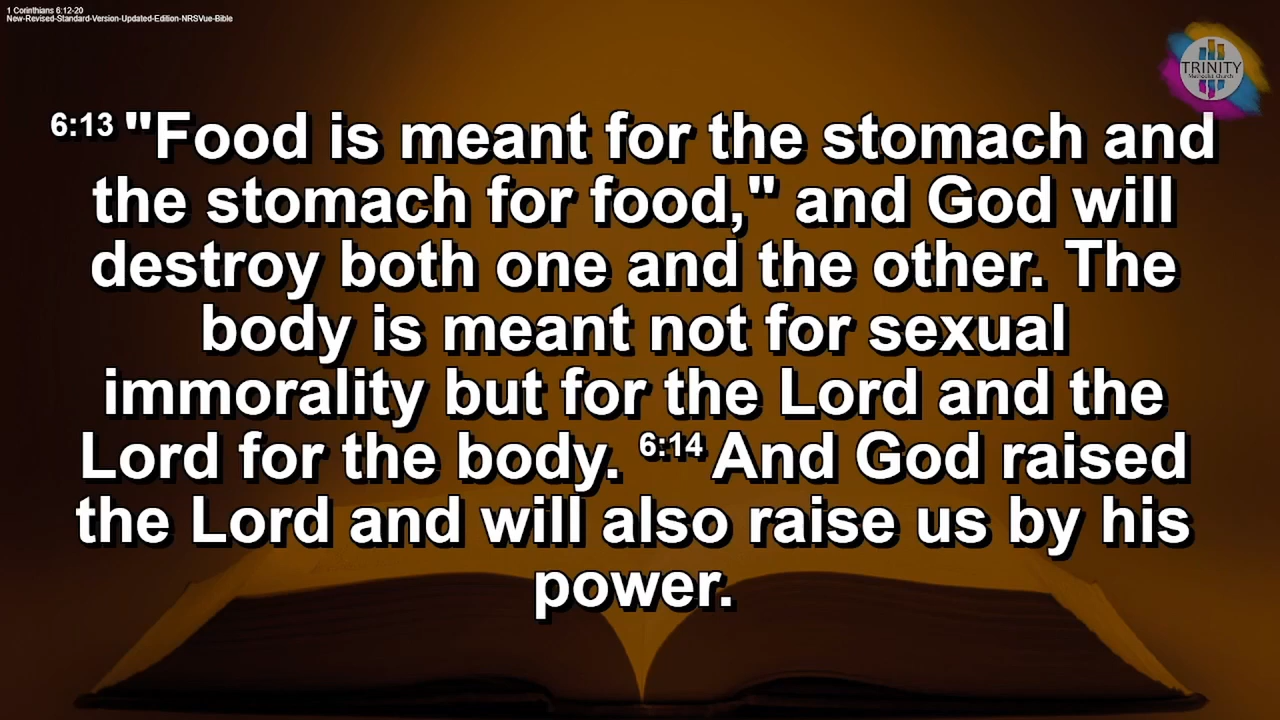 1 Corinthians 6:12-20
New-Revised-Standard-Version-Updated-Edition-NRSVue-Bible
TRINITY
Methodist church
6:13 "Food is meant for the stomach and
the stomach for food," and God will
destroy both one and the other. The
body is meant not for sexual
immorality but for the Lord and the
Lord for the body. 6:14 And God raised
the Lord and will also raise us by his
power.